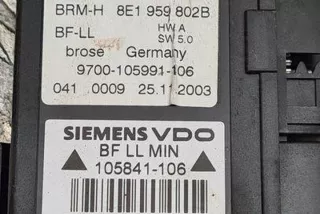 BRM-H 8E1 959 802B
BF-LL HW A
SW 5.0
brose Germany
9700-105991-106
041 0009 25.11.2003
SIEMENS VDO
BF LL MIN
105841-106